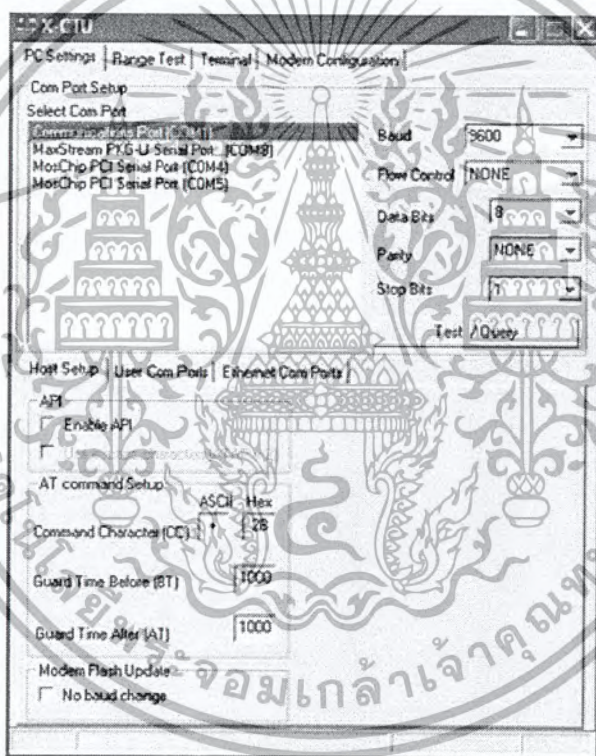 X-CTU
PC Settings Range Test Terminal Modem Configuration
Com Port Setup
Select Com Port
Communications Port (COM1)
MaxStream PKG-U Serial Port (COM8)
MosChip PCI Serial Port (COM4)
MosChip PCI Serial Port (COM5)
Baud 9600
Flow Control NONE
Data Bits 8
Parity NONE
Stop Bits 1
Test / Query
Host Setup User Com Ports Ethernet Com Ports
API
Enable API
AT command Setup
ASCII Hex
Command Character (CC) + 2B
Guard Time Before (BT) 1000
Guard Time After (AT) 1000
Modem Flash Update
No baud change
พระจอมเกล้าเจ้าคุณท